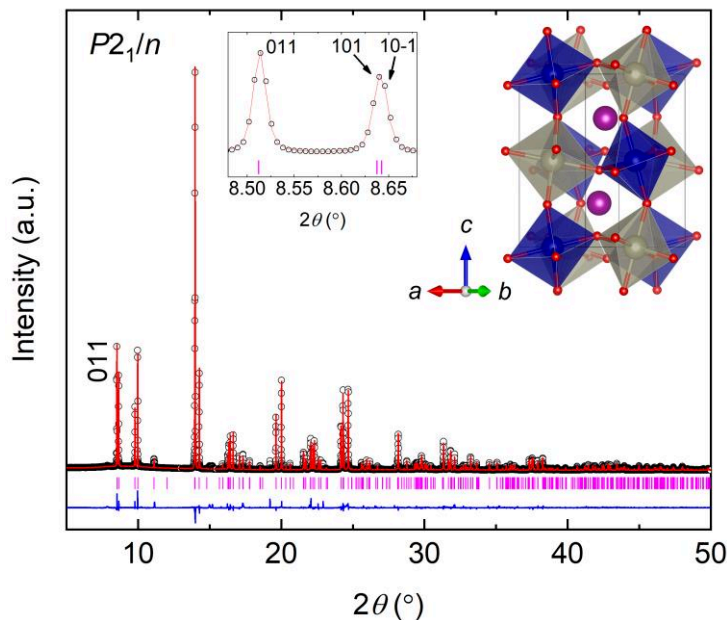 P2₁/n
011
101 10-1
8.50 8.55 8.60 8.65
2θ (°)
c
a b
Intensity (a.u.)
011
10 20 30 40 50
2θ (°)